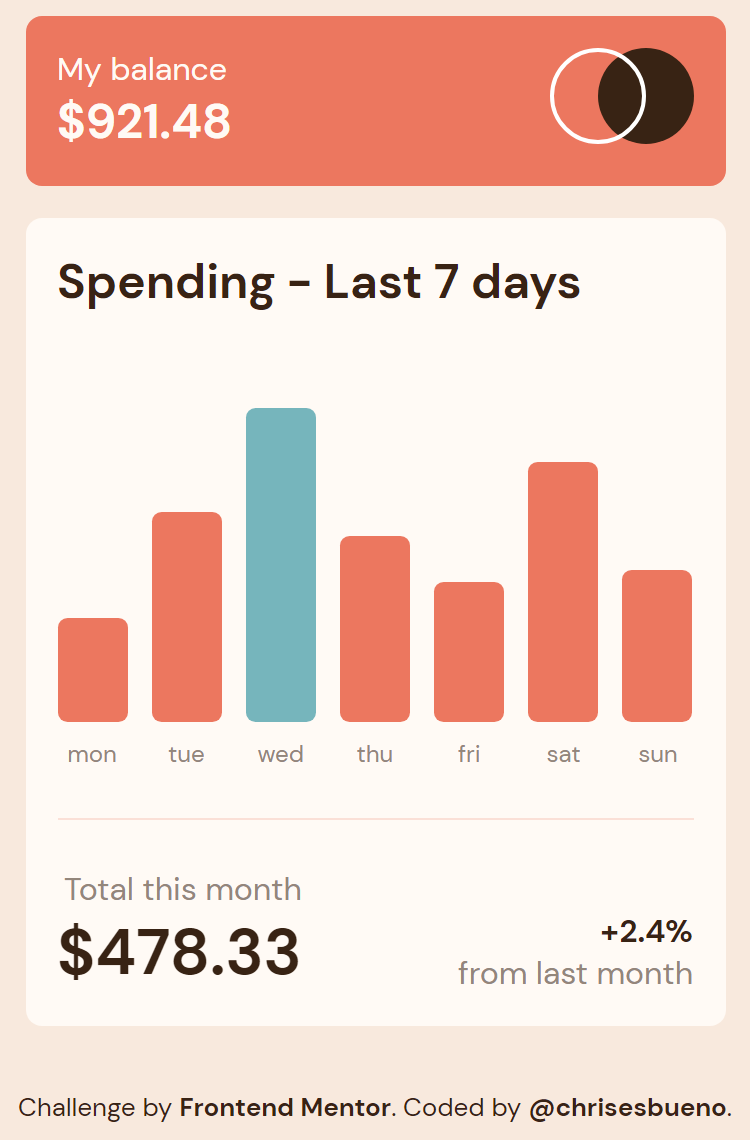 My balance
$921.48
Spending - Last 7 days
mon tue wed thu fri sat sun
Total this month
$478.33
+2.4%
from last month
Challenge by Frontend Mentor. Coded by @chrisesbueno.